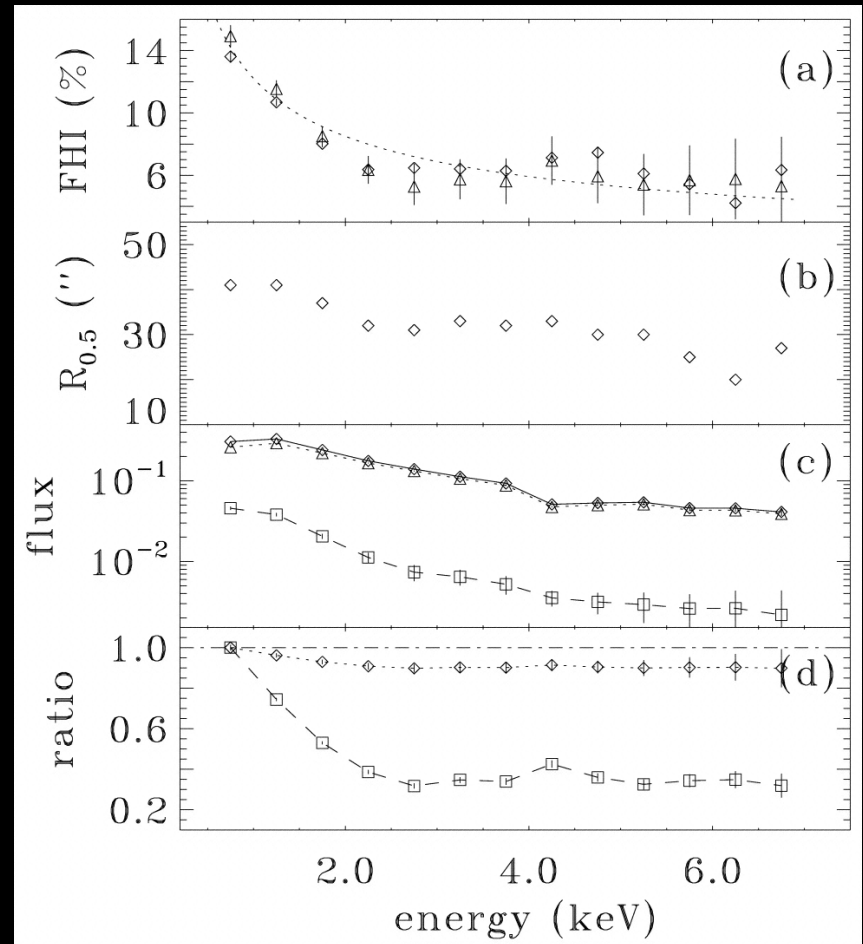 FHI (%)
14
10
6
(a)
R0.5 ('')
50
30
10
(b)
flux
10⁻¹
10⁻²
(c)
ratio
1.0
0.6
0.2
(d)
2.0 4.0 6.0
energy (keV)